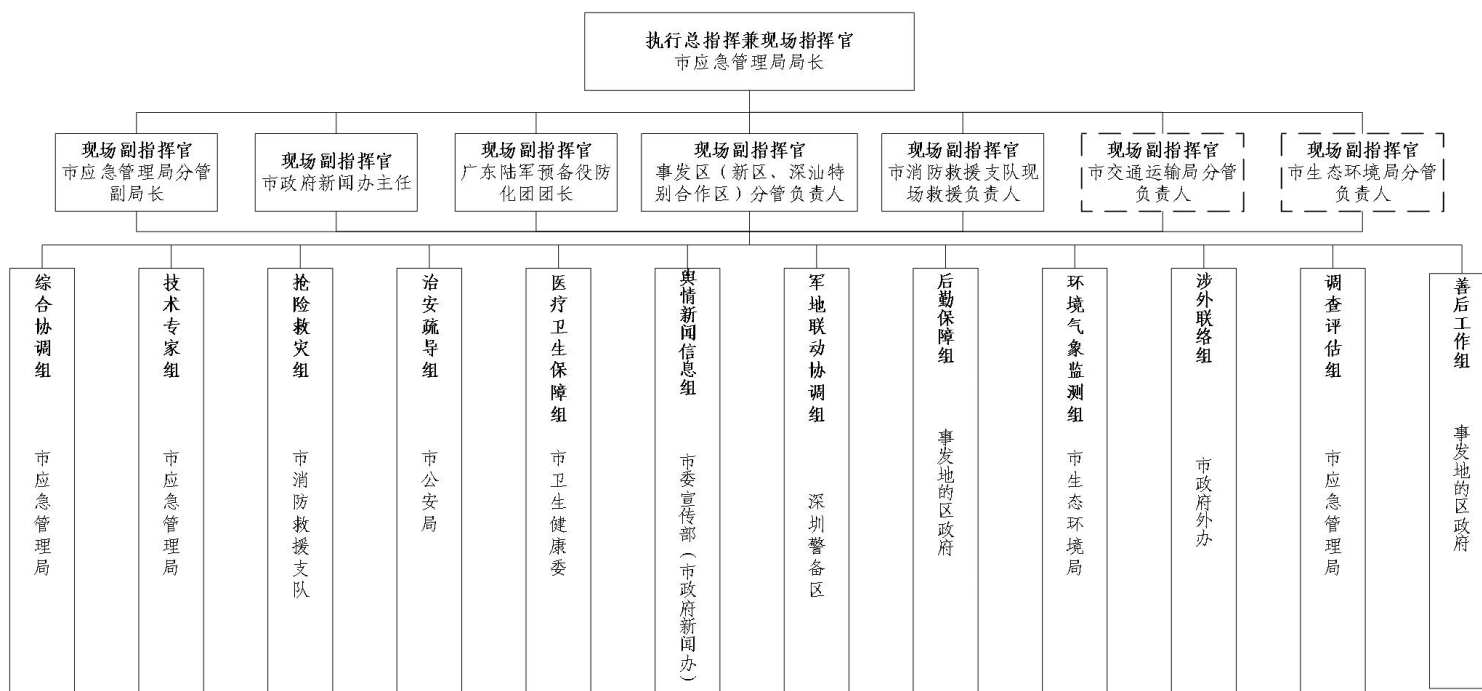 执行总指挥兼现场指挥官
市应急管理局局长
现场副指挥官
市应急管理局分管
副局长
现场副指挥官
市政府新闻办主任
现场副指挥官
广东陆军预备役防
化团团长
现场副指挥官
事发区（新区、深汕特
别合作区）分管负责人
现场副指挥官
市消防救援支队现
场救援负责人
现场副指挥官
市交通运输局分管
负责人
现场副指挥官
市生态环境局分管
负责人
综合协调组
市应急管理局
技术专家组
市应急管理局
抢险救灾组
市消防救援支队
治安疏导组
市公安局
医疗卫生保障组
市卫生健康委
舆情新闻信息组
市委宣传部（市政府新闻办）
军地联动协调组
深圳警备区
后勤保障组
事发地的区政府
环境气象监测组
市生态环境局
涉外联络组
市政府外办
调查评估组
市应急管理局
善后工作组
事发地的区政府